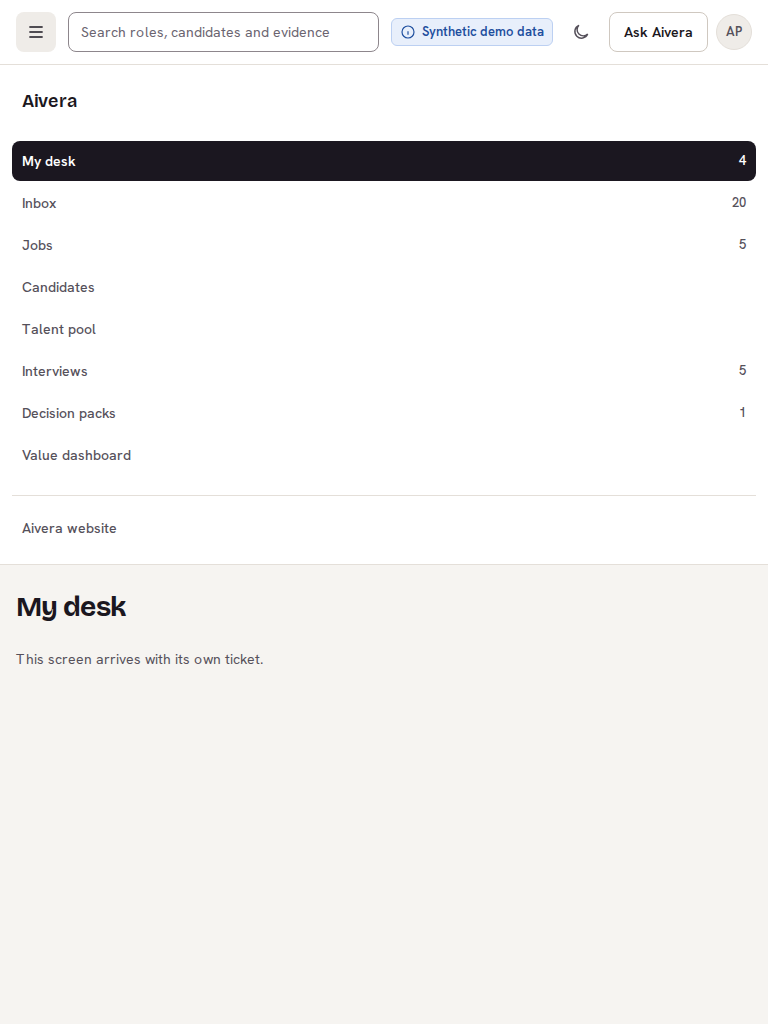 Search roles, candidates and evidence
Synthetic demo data
Ask Aivera
AP
Aivera
My desk 4
Inbox 20
Jobs 5
Candidates
Talent pool
Interviews 5
Decision packs 1
Value dashboard
Aivera website
My desk
This screen arrives with its own ticket.